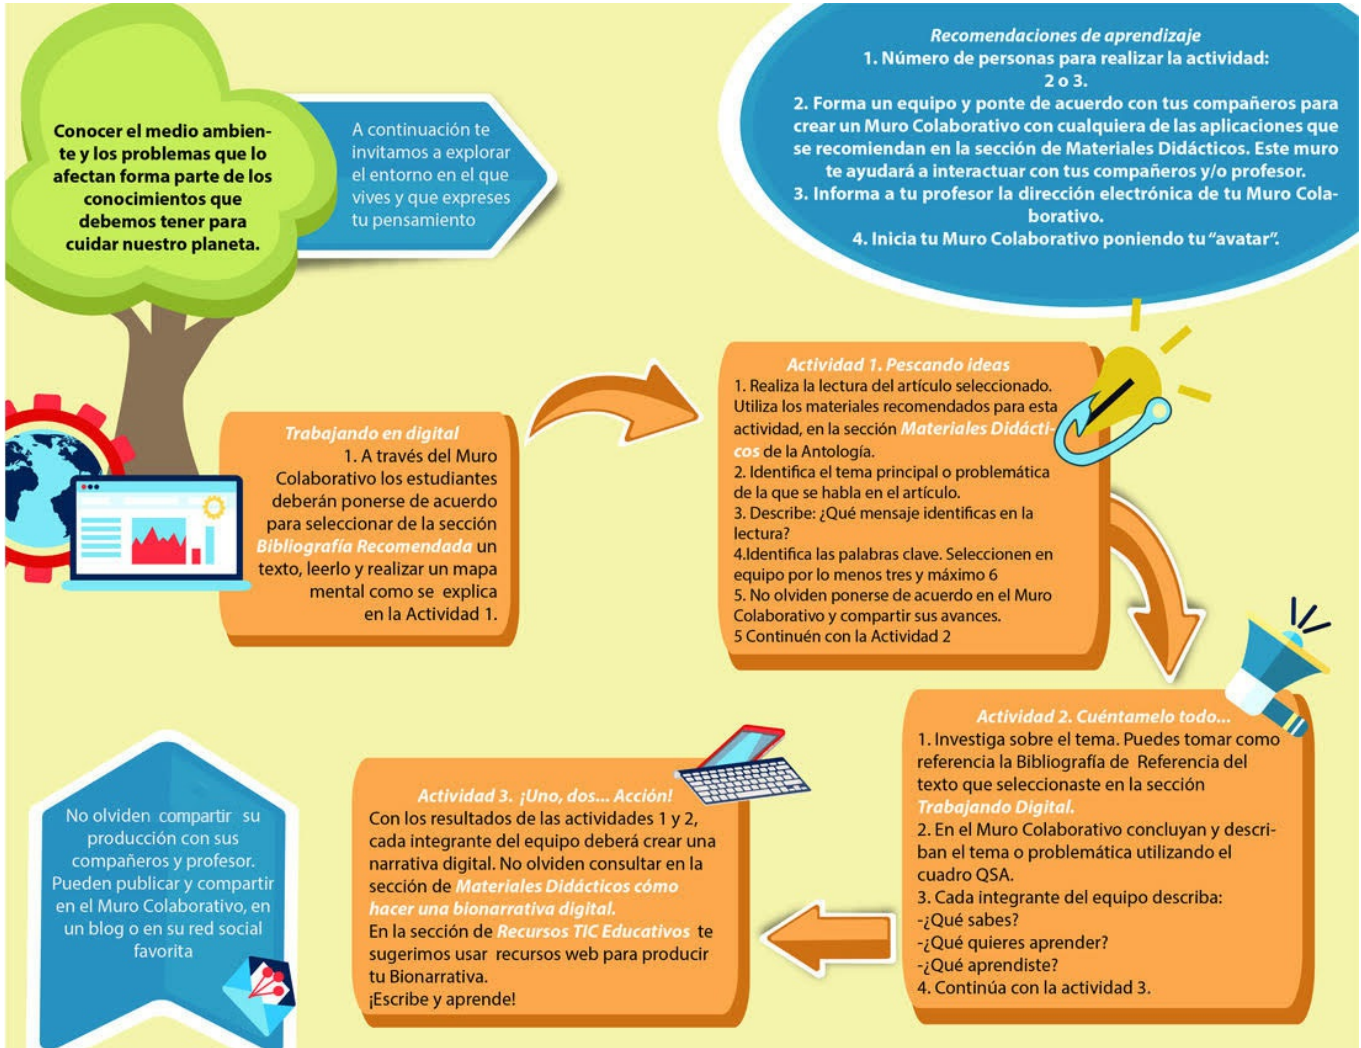 Conocer el medio ambien-
te y los problemas que lo
afectan forma parte de los
conocimientos que
debemos tener para
cuidar nuestro planeta.
A continuación te
invitamos a explorar
el entorno en el que
vives y que expreses
tu pensamiento
Recomendaciones de aprendizaje
1. Número de personas para realizar la actividad:
2 o 3.
2. Forma un equipo y ponte de acuerdo con tus compañeros para
crear un Muro Colaborativo con cualquiera de las aplicaciones que
se recomiendan en la sección de Materiales Didácticos. Este muro
te ayudará a interactuar con tus compañeros y/o profesor.
3. Informa a tu profesor la dirección electrónica de tu Muro Cola-
borativo.
4. Inicia tu Muro Colaborativo poniendo tu “avatar”.
Trabajando en digital
1. A través del Muro
Colaborativo los estudiantes
deberán ponerse de acuerdo
para seleccionar de la sección
Bibliografía Recomendada un
texto, leerlo y realizar un mapa
mental como se explica
en la Actividad 1.
Actividad 1. Pescando ideas
1. Realiza la lectura del artículo seleccionado.
Utiliza los materiales recomendados para esta
actividad, en la sección Materiales Didácti-
cos de la Antología.
2. Identifica el tema principal o problemática
de la que se habla en el artículo.
3. Describe: ¿Qué mensaje identificas en la
lectura?
4.Identifica las palabras clave. Seleccionen en
equipo por lo menos tres y máximo 6
5. No olviden ponerse de acuerdo en el Muro
Colaborativo y compartir sus avances.
5 Continuén con la Actividad 2
Actividad 2. Cuéntamelo todo...
1. Investiga sobre el tema. Puedes tomar como
referencia la Bibliografía de Referencia del
texto que seleccionaste en la sección
Trabajando Digital.
2. En el Muro Colaborativo concluyan y descri-
ban el tema o problemática utilizando el
cuadro QSA.
3. Cada integrante del equipo describa:
-¿Qué sabes?
-¿Qué quieres aprender?
-¿Qué aprendiste?
4. Continúa con la actividad 3.
Actividad 3. ¡Uno, dos... Acción!
Con los resultados de las actividades 1 y 2,
cada integrante del equipo deberá crear una
narrativa digital. No olviden consultar en la
sección de Materiales Didácticos cómo
hacer una bionarrativa digital.
En la sección de Recursos TIC Educativos te
sugerimos usar recursos web para producir
tu Bionarrativa.
¡Escribe y aprende!
No olviden compartir su
producción con sus
compañeros y profesor.
Pueden publicar y compartir
en el Muro Colaborativo, en
un blog o en su red social
favorita